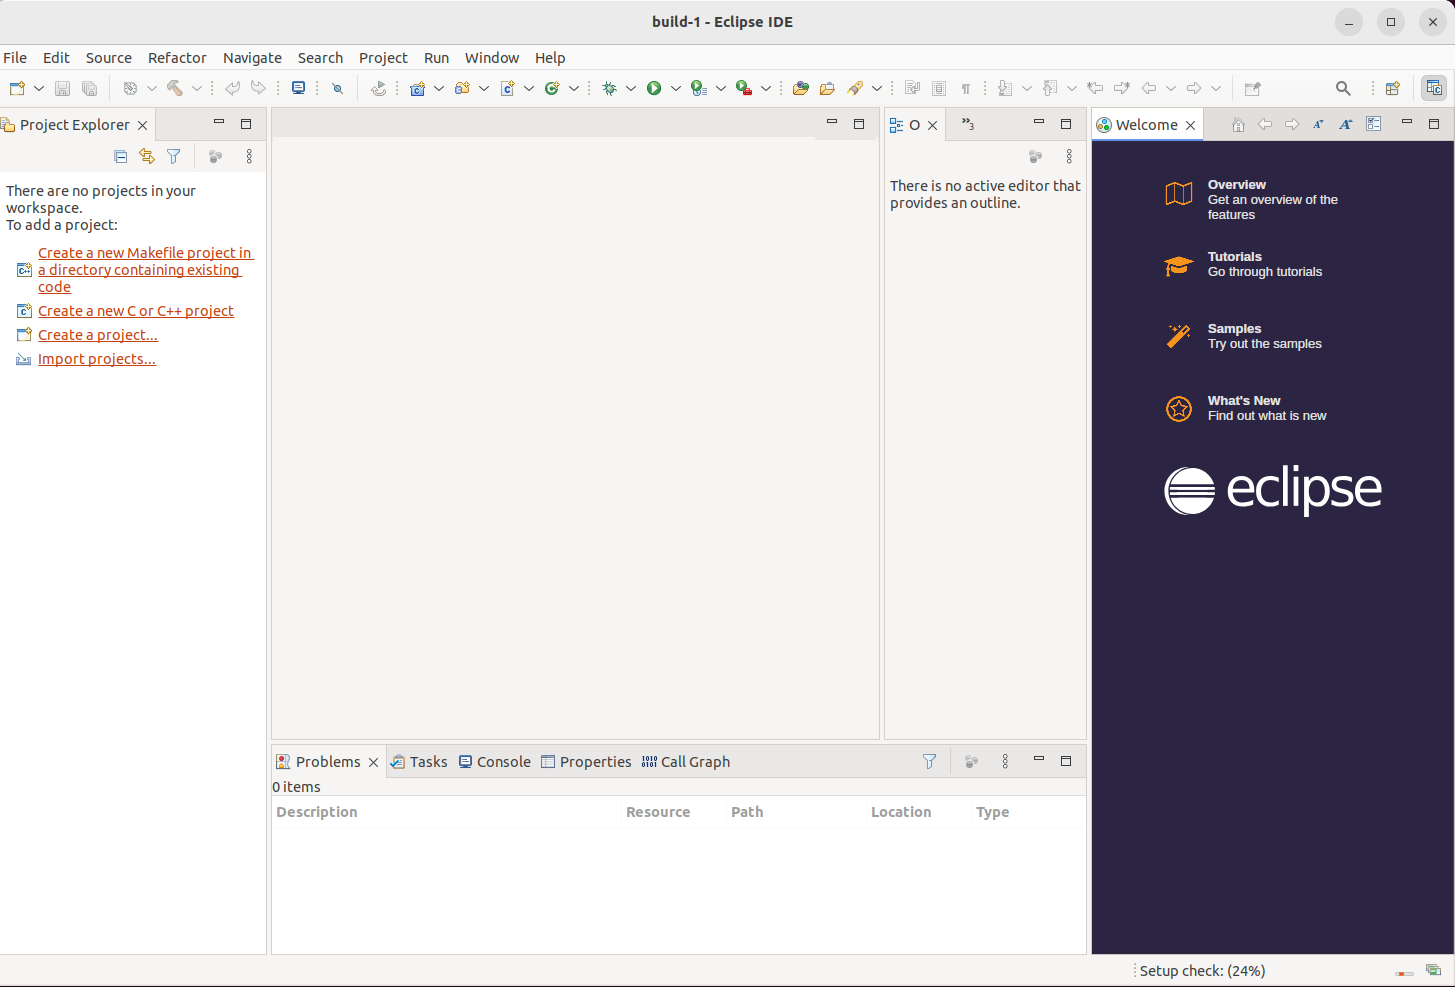 build-1 - Eclipse IDE
File Edit Source Refactor Navigate Search Project Run Window Help
Project Explorer
There are no projects in your
workspace.
To add a project:
Create a new Makefile project in
a directory containing existing
code
Create a new C or C++ project
Create a project...
Import projects...
O
3
There is no active editor that
provides an outline.
Welcome
Overview
Get an overview of the
features
Tutorials
Go through tutorials
Samples
Try out the samples
What's New
Find out what is new
eclipse
Problems Tasks Console Properties Call Graph
0 items
Description Resource Path Location Type
Setup check: (24%)